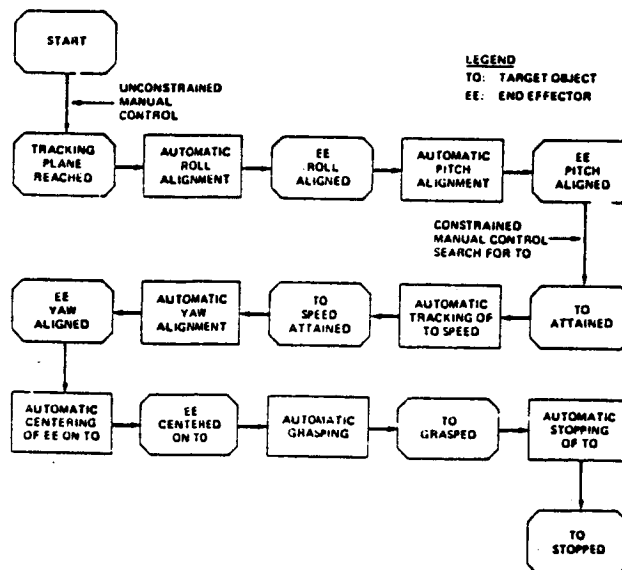 START
LEGEND
TO: TARGET OBJECT
EE: END EFFECTOR
UNCONSTRAINED
MANUAL
CONTROL
TRACKING
PLANE
REACHED
AUTOMATIC
ROLL
ALIGNMENT
EE
ROLL
ALIGNED
AUTOMATIC
PITCH
ALIGNMENT
EE
PITCH
ALIGNED
CONSTRAINED
MANUAL CONTROL
SEARCH FOR TO
TO
ATTAINED
AUTOMATIC
TRACKING OF
TO SPEED
TO
SPEED
ATTAINED
AUTOMATIC
YAW
ALIGNMENT
EE
YAW
ALIGNED
AUTOMATIC
CENTERING
OF EE ON TO
EE
CENTERED
ON TO
AUTOMATIC
GRASPING
TO
GRASPED
AUTOMATIC
STOPPING
OF TO
TO
STOPPED